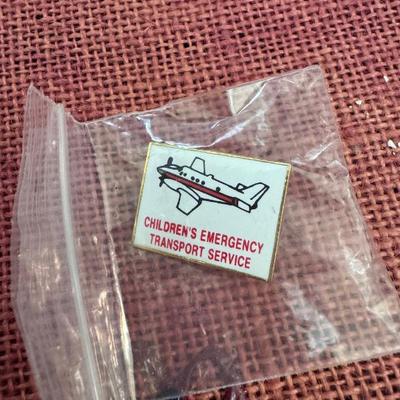 CHILDREN'S EMERGENCY
TRANSPORT SERVICE